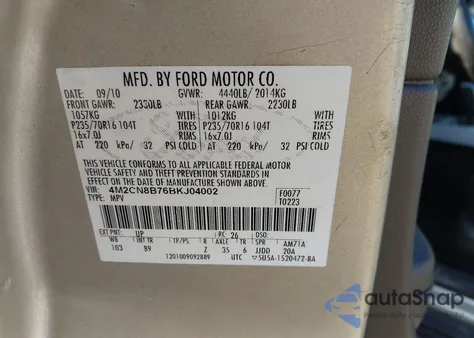 MFD. BY FORD MOTOR CO.
DATE: 09/10 GVWR: 4440LB/ 2014KG
FRONT GAWR: 2330LB REAR GAWR: 2230LB
1057KG WITH 1012KG WITH
P235/70R16 104T TIRES P235/70R16 104T TIRES
16x7.0J RIMS 16x7.0J RIMS
AT 220 kPa/ 32 PSI COLD AT 220 kPa/ 32 PSI COLD
THIS VEHICLE CONFORMS TO ALL APPLICABLE FEDERAL MOTOR
VEHICLE SAFETY AND THEFT PREVENTION STANDARDS IN
EFFECT ON THE DATE OF MANUFACTURE SHOWN ABOVE.
VIN: 4M2CN8B76BKJ04002 F0077
TYPE: MPV T0223
EXT PNT: UP RC: 26 DSO:
WB INT TR TP/PS R AXLE TR SPR AM71A
103 89 2 35 6 JJDD 20A
1201009092889 UTC 5U5A-1520472-BA
autoSnap